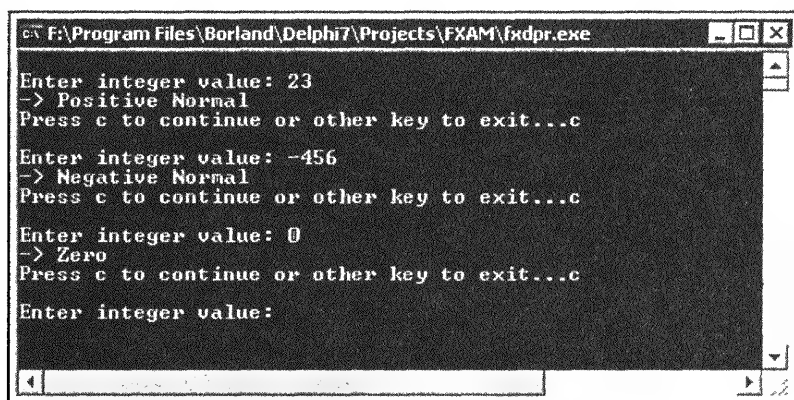 F:\Program Files\Borland\Delphi7\Projects\FXAM\fxdpr.exe
Enter integer value: 23
-> Positive Normal
Press c to continue or other key to exit...c
Enter integer value: -456
-> Negative Normal
Press c to continue or other key to exit...c
Enter integer value: 0
-> Zero
Press c to continue or other key to exit...c
Enter integer value: